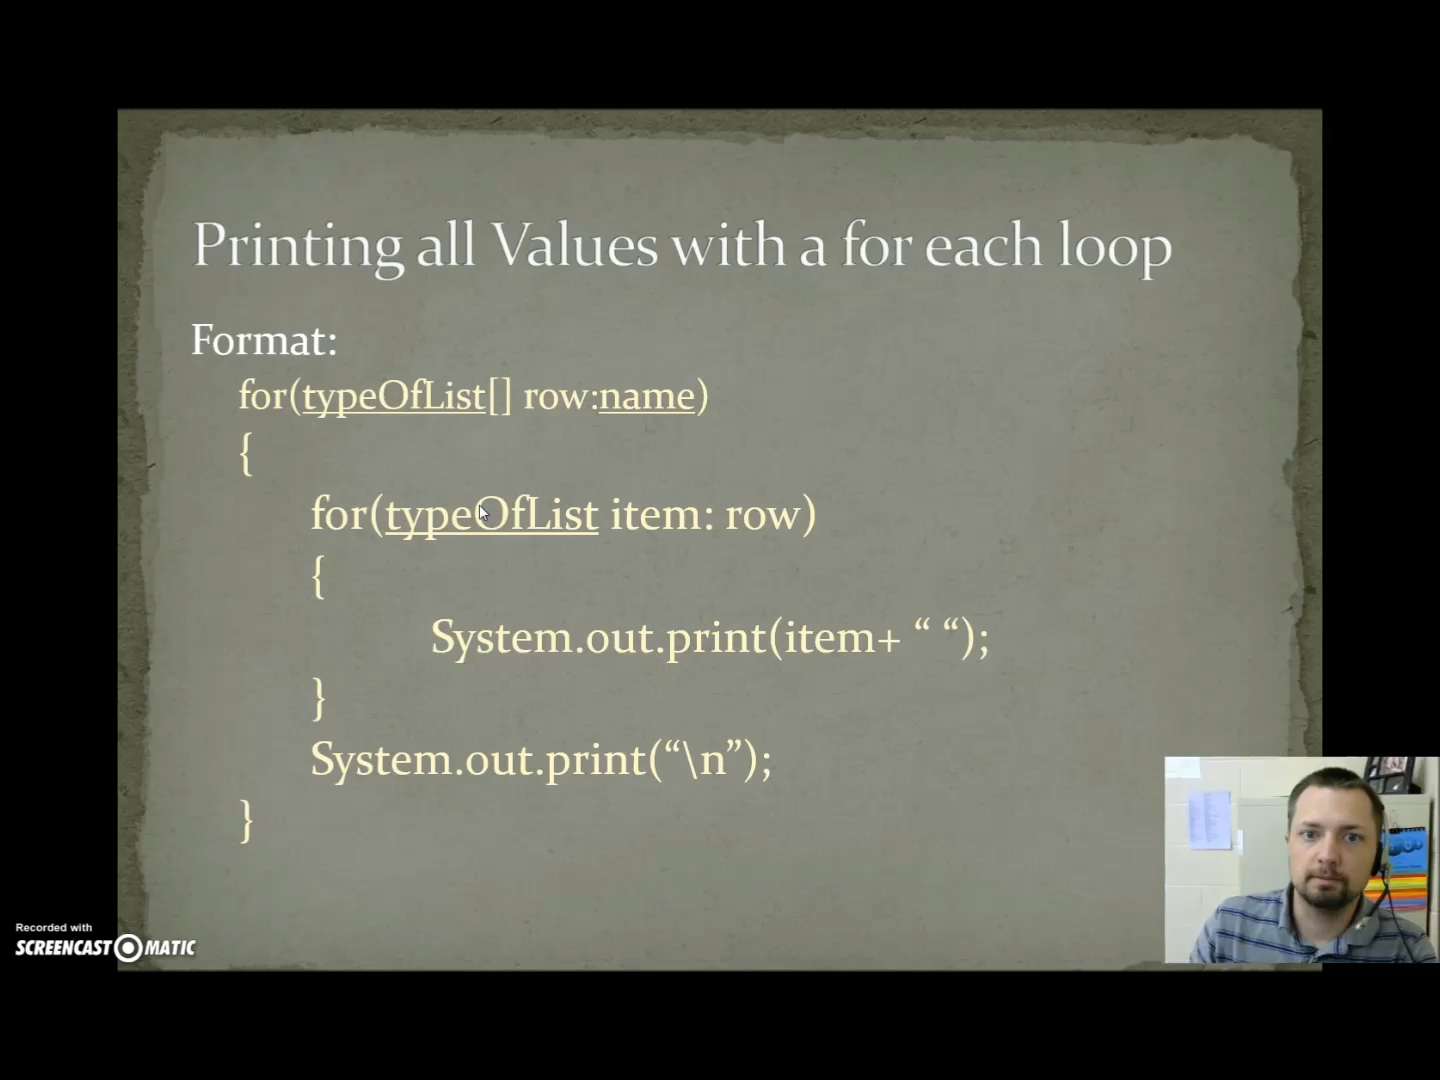 Printing all Values with a for each loop
Format:
for(typeOfList[] row:name)
{
for(typeOfList item: row)
{
System.out.print(item+ “ “);
}
System.out.print(“\n”);
}
Recorded with
SCREENCAST MATIC